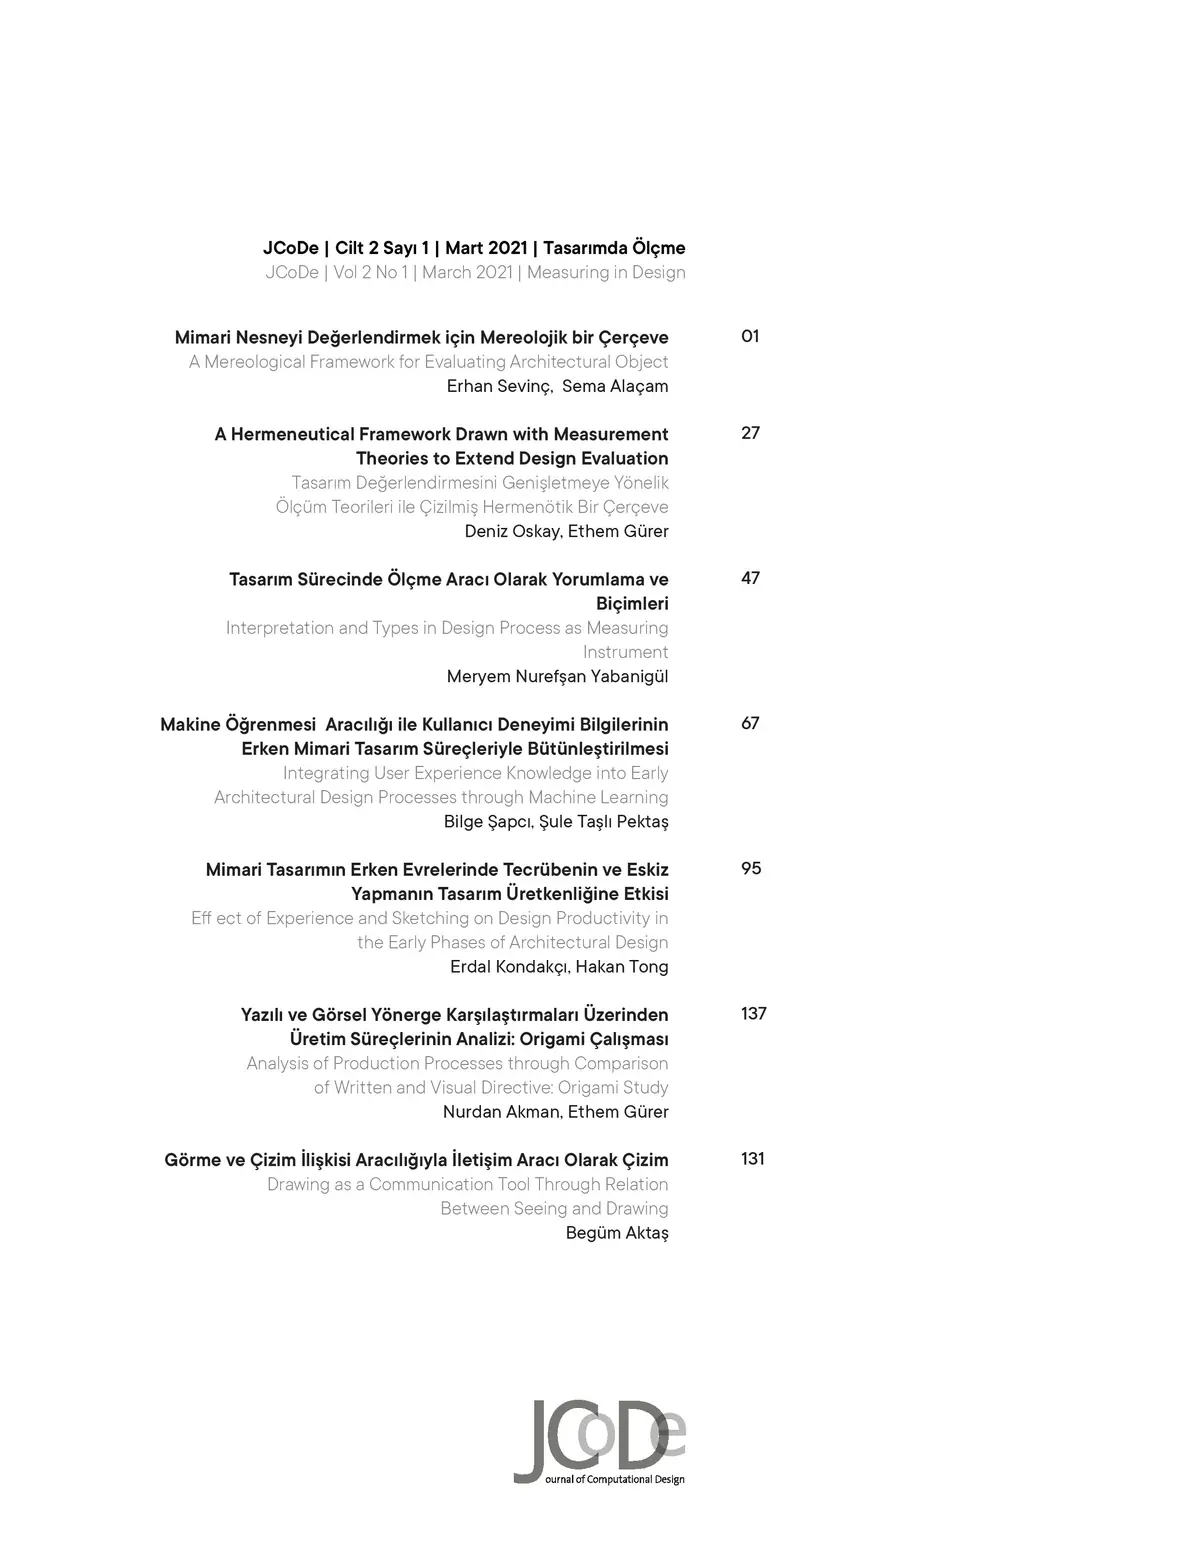 JCoDe | Cilt 2 Sayı 1 | Mart 2021 | Tasarımda Ölçme
JCoDe | Vol 2 No 1 | March 2021 | Measuring in Design
Mimari Nesneyi Değerlendirmek için Mereolojik bir Çerçeve 01
A Mereological Framework for Evaluating Architectural Object
Erhan Sevinç,  Sema Alaçam
A Hermeneutical Framework Drawn with Measurement 27
Theories to Extend Design Evaluation
Tasarım Değerlendirmesini Genişletmeye Yönelik
Ölçüm Teorileri ile Çizilmiş Hermenötik Bir Çerçeve
Deniz Oskay, Ethem Gürer
Tasarım Sürecinde Ölçme Aracı Olarak Yorumlama ve 47
Biçimleri
Interpretation and Types in Design Process as Measuring
Instrument
Meryem Nurefşan Yabanigül
Makine Öğrenmesi  Aracılığı ile Kullanıcı Deneyimi Bilgilerinin 67
Erken Mimari Tasarım Süreçleriyle Bütünleştirilmesi
Integrating User Experience Knowledge into Early
Architectural Design Processes through Machine Learning
Bilge Şapcı, Şule Taşlı Pektaş
Mimari Tasarımın Erken Evrelerinde Tecrübenin ve Eskiz 95
Yapmanın Tasarım Üretkenliğine Etkisi
Eff ect of Experience and Sketching on Design Productivity in
the Early Phases of Architectural Design
Erdal Kondakçı, Hakan Tong
Yazılı ve Görsel Yönerge Karşılaştırmaları Üzerinden 137
Üretim Süreçlerinin Analizi: Origami Çalışması
Analysis of Production Processes through Comparison
of Written and Visual Directive: Origami Study
Nurdan Akman, Ethem Gürer
Görme ve Çizim İlişkisi Aracılığıyla İletişim Aracı Olarak Çizim 131
Drawing as a Communication Tool Through Relation
Between Seeing and Drawing
Begüm Aktaş
JCoDe
ournal of Computational Design